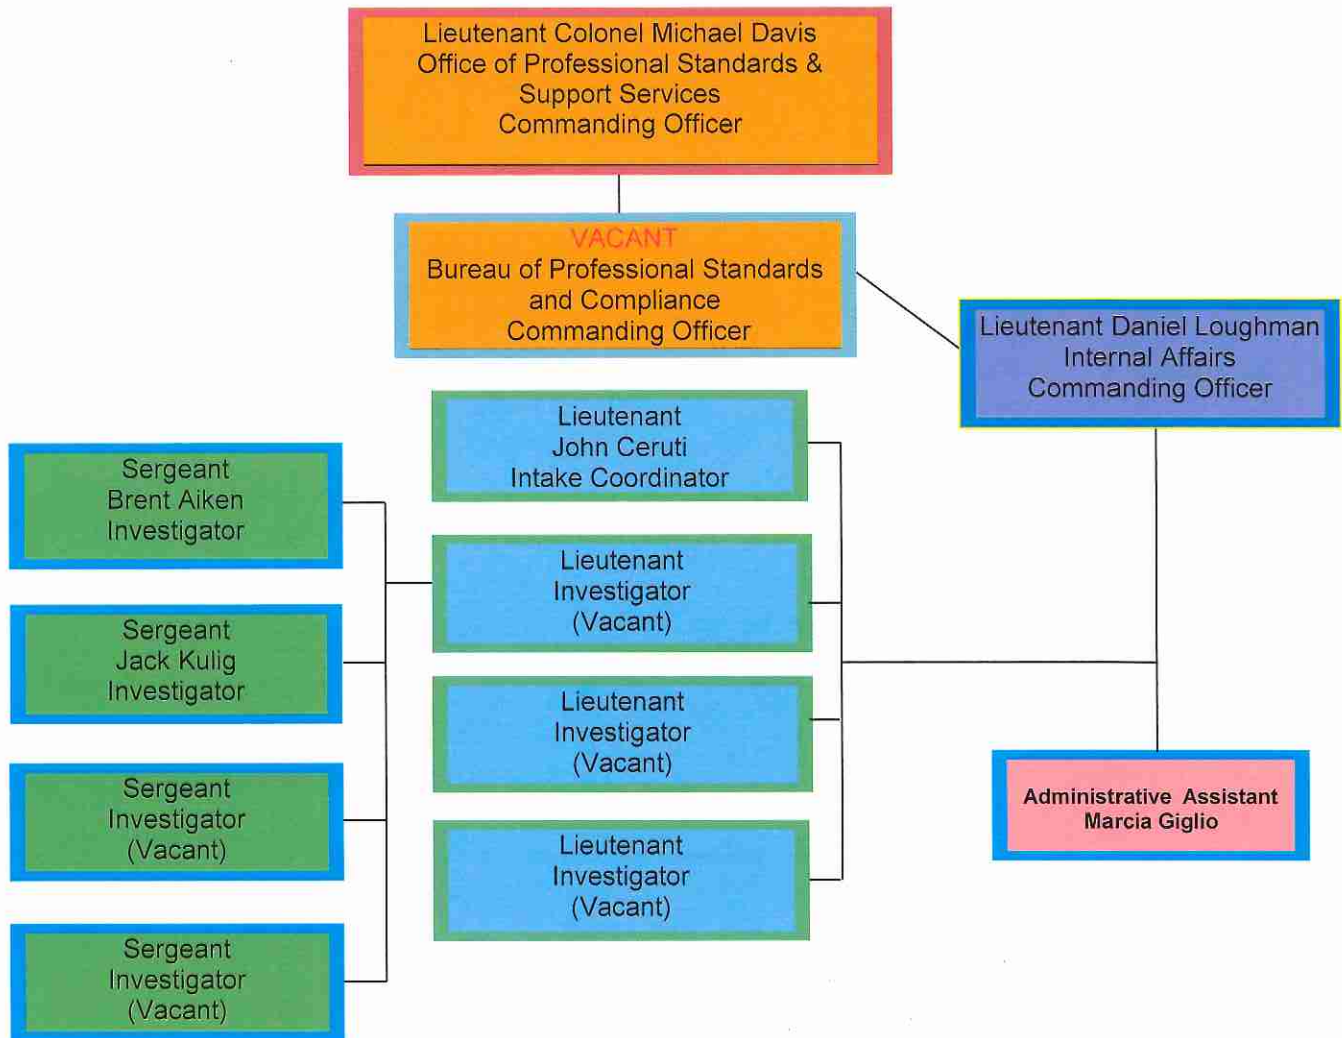 Lieutenant Colonel Michael Davis
Office of Professional Standards &
Support Services
Commanding Officer
VACANT
Bureau of Professional Standards
and Compliance
Commanding Officer
Lieutenant Daniel Loughman
Internal Affairs
Commanding Officer
Lieutenant
John Ceruti
Intake Coordinator
Lieutenant
Investigator
(Vacant)
Lieutenant
Investigator
(Vacant)
Lieutenant
Investigator
(Vacant)
Sergeant
Brent Aiken
Investigator
Sergeant
Jack Kulig
Investigator
Sergeant
Investigator
(Vacant)
Sergeant
Investigator
(Vacant)
Administrative Assistant
Marcia Giglio